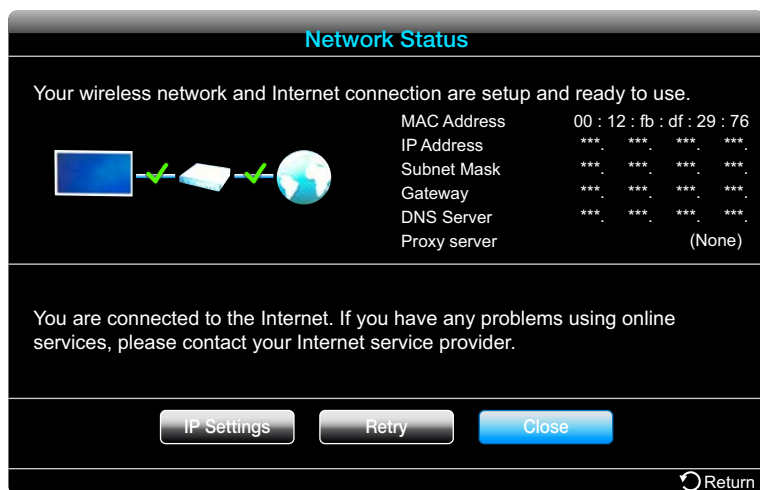 Network Status
Your wireless network and Internet connection are setup and ready to use.
MAC Address 00 : 12 : fb : df : 29 : 76
IP Address ***. ***. ***. ***.
Subnet Mask ***. ***. ***. ***.
Gateway ***. ***. ***. ***.
DNS Server ***. ***. ***. ***.
Proxy server (None)
You are connected to the Internet. If you have any problems using online
services, please contact your Internet service provider.
IP Settings Retry Close
Return